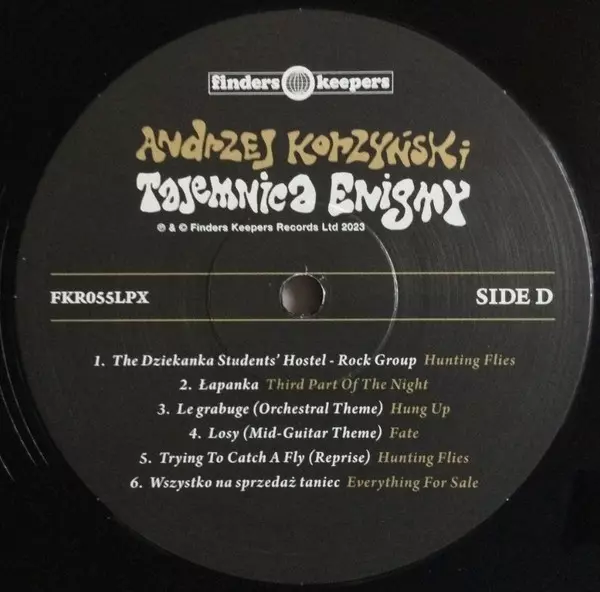 finders keepers
Andrzej Korzyński
Tajemnica Enigmy
℗ & © Finders Keepers Records Ltd 2023
FKR055LPX SIDE D
1. The Dziekanka Students' Hostel - Rock Group Hunting Flies
2. Łapanka Third Part Of The Night
3. Le grabuge (Orchestral Theme) Hung Up
4. Losy (Mid-Guitar Theme) Fate
5. Trying To Catch A Fly (Reprise) Hunting Flies
6. Wszystko na sprzedaż taniec Everything For Sale